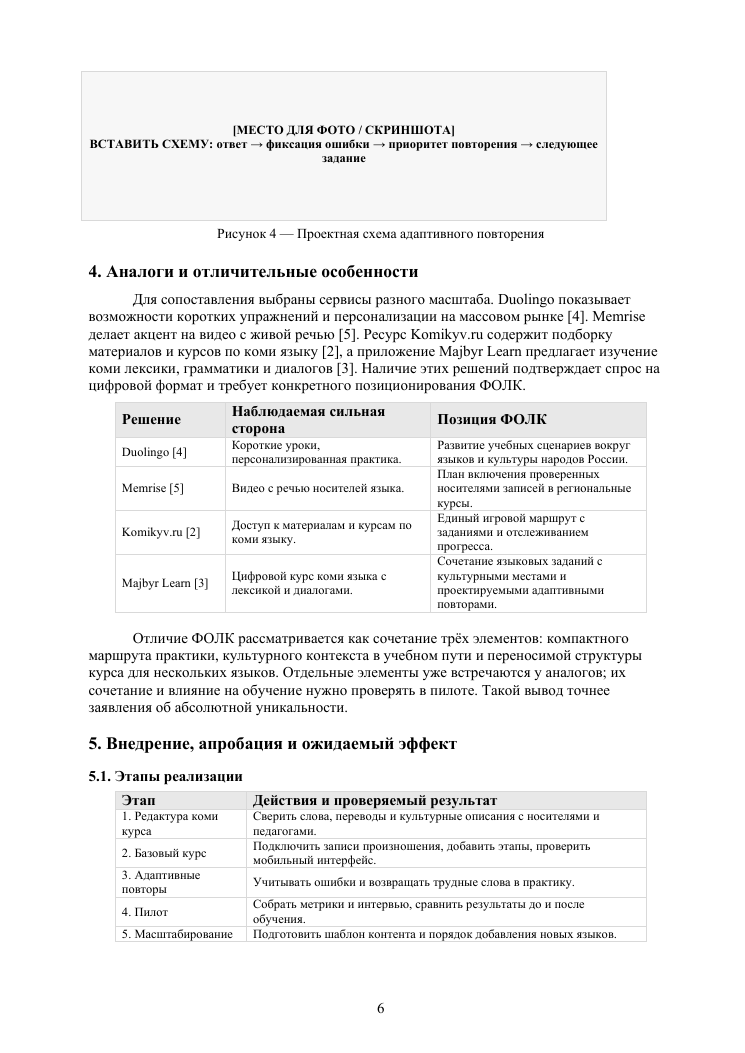 [МЕСТО ДЛЯ ФОТО / СКРИНШОТА]
ВСТАВИТЬ СХЕМУ: ответ → фиксация ошибки → приоритет повторения → следующее
задание
Рисунок 4 — Проектная схема адаптивного повторения
4. Аналоги и отличительные особенности
Для сопоставления выбраны сервисы разного масштаба. Duolingo показывает
возможности коротких упражнений и персонализации на массовом рынке [4]. Memrise
делает акцент на видео с живой речью [5]. Ресурс Komikyv.ru содержит подборку
материалов и курсов по коми языку [2], а приложение Majbyr Learn предлагает изучение
коми лексики, грамматики и диалогов [3]. Наличие этих решений подтверждает спрос на
цифровой формат и требует конкретного позиционирования ФОЛК.
Решение
Наблюдаемая сильная
сторона
Позиция ФОЛК
Duolingo [4]
Короткие уроки,
персонализированная практика.
Развитие учебных сценариев вокруг
языков и культуры народов России.
Memrise [5]
Видео с речью носителей языка.
План включения проверенных
носителями записей в региональные
курсы.
Komikyv.ru [2]
Доступ к материалам и курсам по
коми языку.
Единый игровой маршрут с
заданиями и отслеживанием
прогресса.
Majbyr Learn [3]
Цифровой курс коми языка с
лексикой и диалогами.
Сочетание языковых заданий с
культурными местами и
проектируемыми адаптивными
повторами.
Отличие ФОЛК рассматривается как сочетание трёх элементов: компактного
маршрута практики, культурного контекста в учебном пути и переносимой структуры
курса для нескольких языков. Отдельные элементы уже встречаются у аналогов; их
сочетание и влияние на обучение нужно проверять в пилоте. Такой вывод точнее
заявления об абсолютной уникальности.
5. Внедрение, апробация и ожидаемый эффект
5.1. Этапы реализации
Этап
Действия и проверяемый результат
1. Редактура коми
курса
Сверить слова, переводы и культурные описания с носителями и
педагогами.
2. Базовый курс
Подключить записи произношения, добавить этапы, проверить
мобильный интерфейс.
3. Адаптивные
повторы
Учитывать ошибки и возвращать трудные слова в практику.
4. Пилот
Собрать метрики и интервью, сравнить результаты до и после
обучения.
5. Масштабирование
Подготовить шаблон контента и порядок добавления новых языков.
6